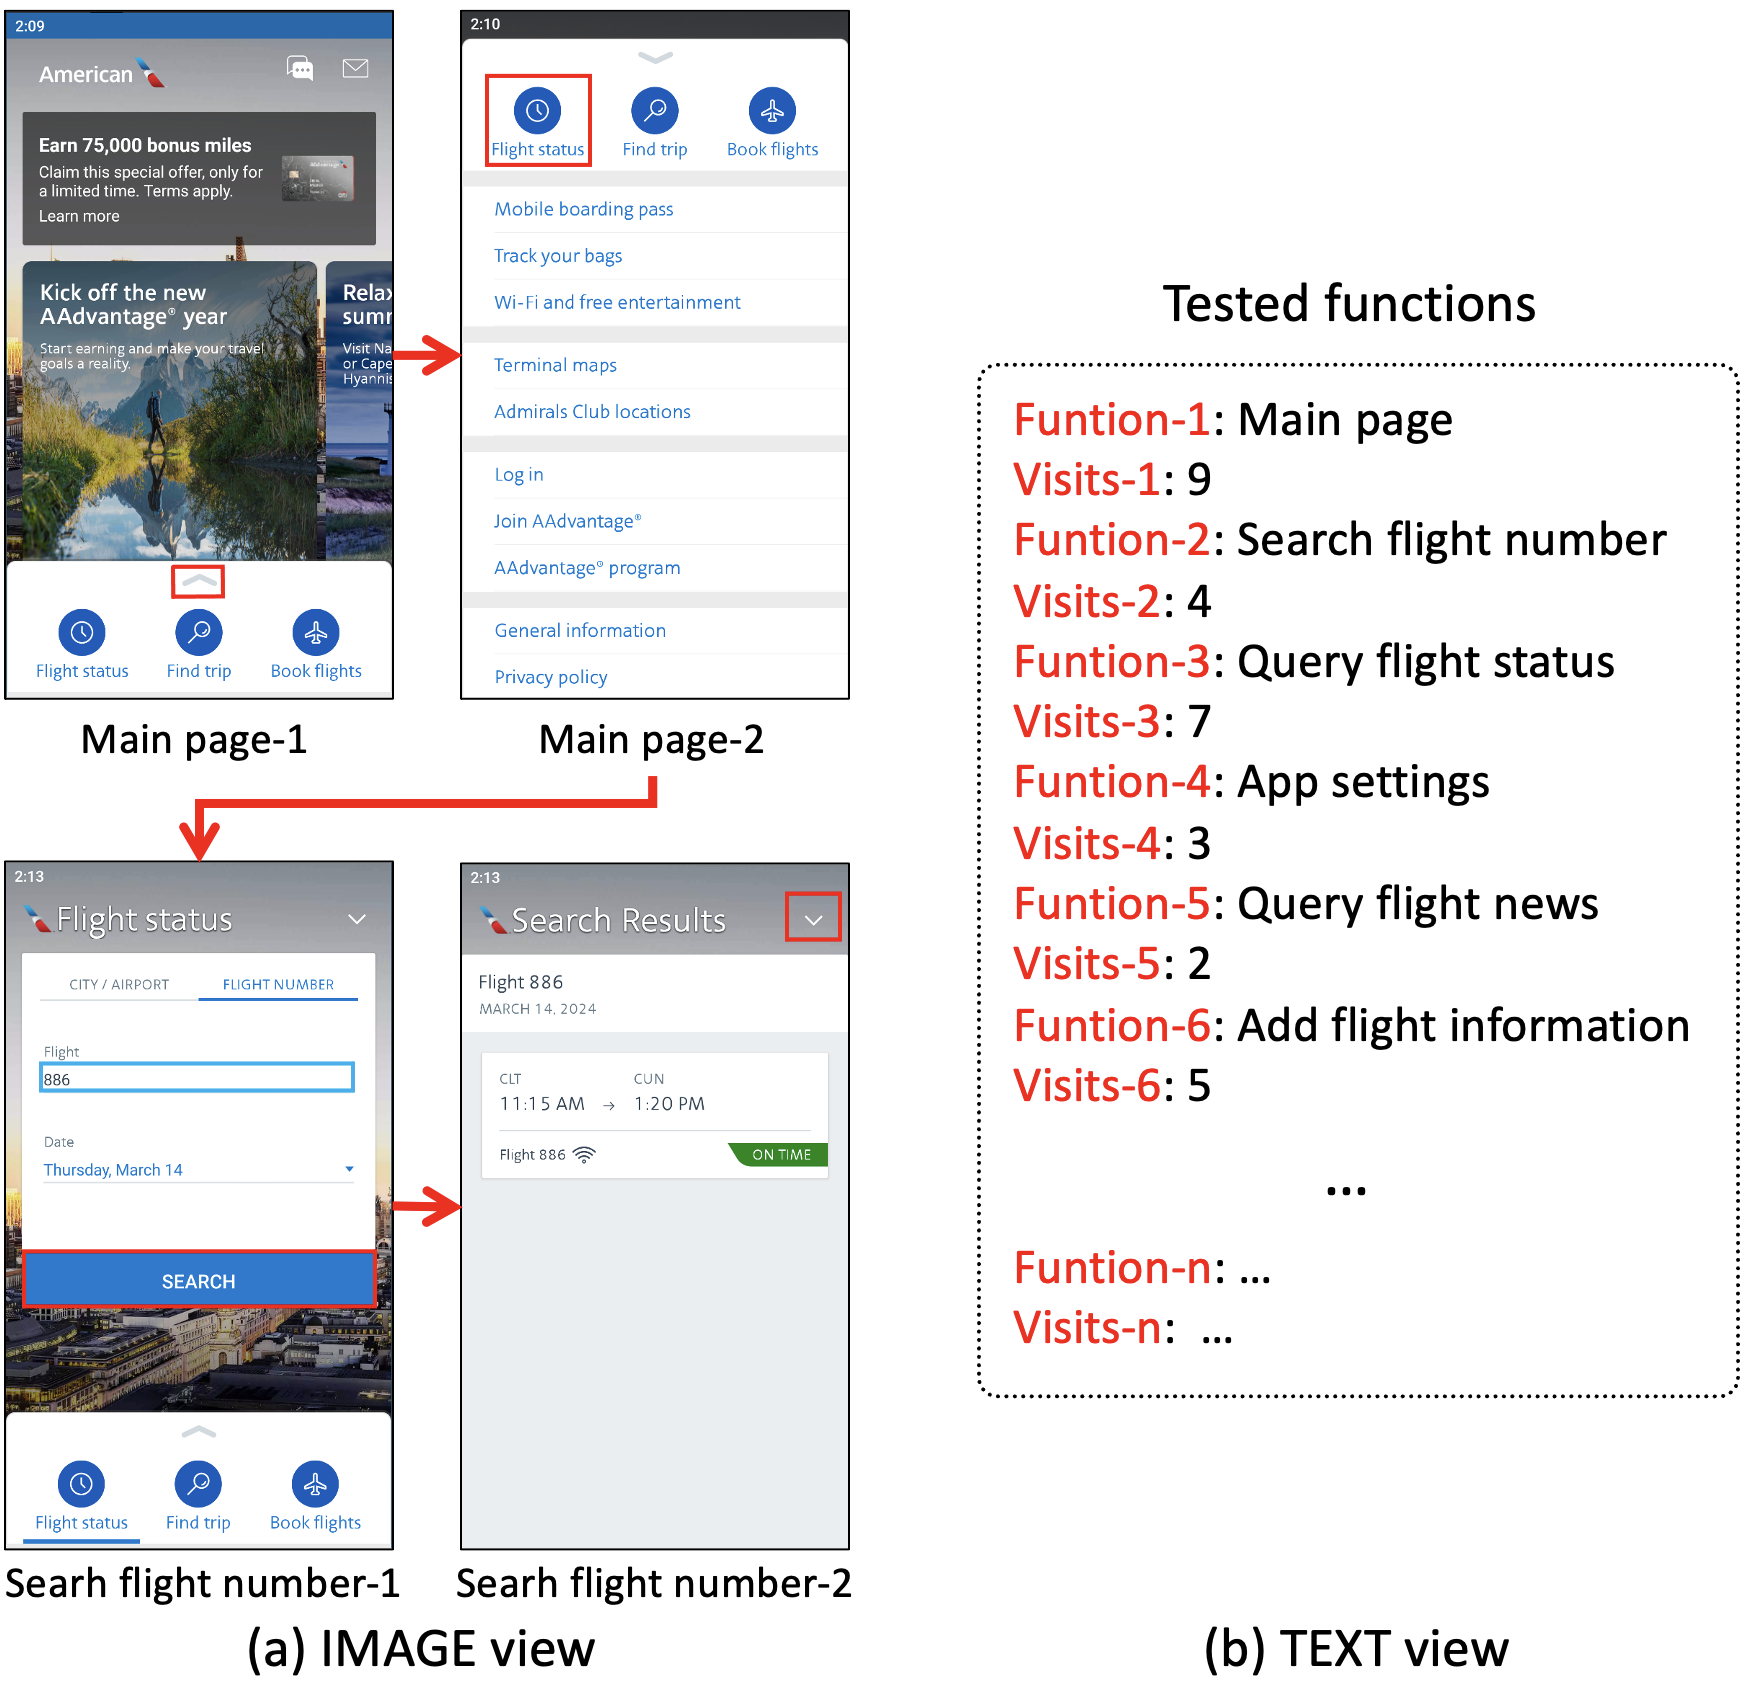 2:09
American
Earn 75,000 bonus miles
Claim this special offer, only for
a limited time. Terms apply.
Learn more
Kick off the new
AAdvantage® year
Start earning and make your travel
goals a reality.
Relax
summ
Visit Na
or Cape
Hyannis
Flight status
Find trip
Book flights
Main page-1
2:10
Flight status
Find trip
Book flights
Mobile boarding pass
Track your bags
Wi-Fi and free entertainment
Terminal maps
Admirals Club locations
Log in
Join AAdvantage®
AAdvantage® program
General information
Privacy policy
Main page-2
2:13
Flight status
CITY / AIRPORT
FLIGHT NUMBER
Flight
886
Date
Thursday, March 14
SEARCH
Flight status
Find trip
Book flights
Searh flight number-1
2:13
Search Results
Flight 886
MARCH 14, 2024
CLT
CUN
11:15 AM → 1:20 PM
Flight 886
ON TIME
Searh flight number-2
(a) IMAGE view
Tested functions
Funtion-1: Main page
Visits-1: 9
Funtion-2: Search flight number
Visits-2: 4
Funtion-3: Query flight status
Visits-3: 7
Funtion-4: App settings
Visits-4: 3
Funtion-5: Query flight news
Visits-5: 2
Funtion-6: Add flight information
Visits-6: 5
...
Funtion-n: ...
Visits-n: ...
(b) TEXT view